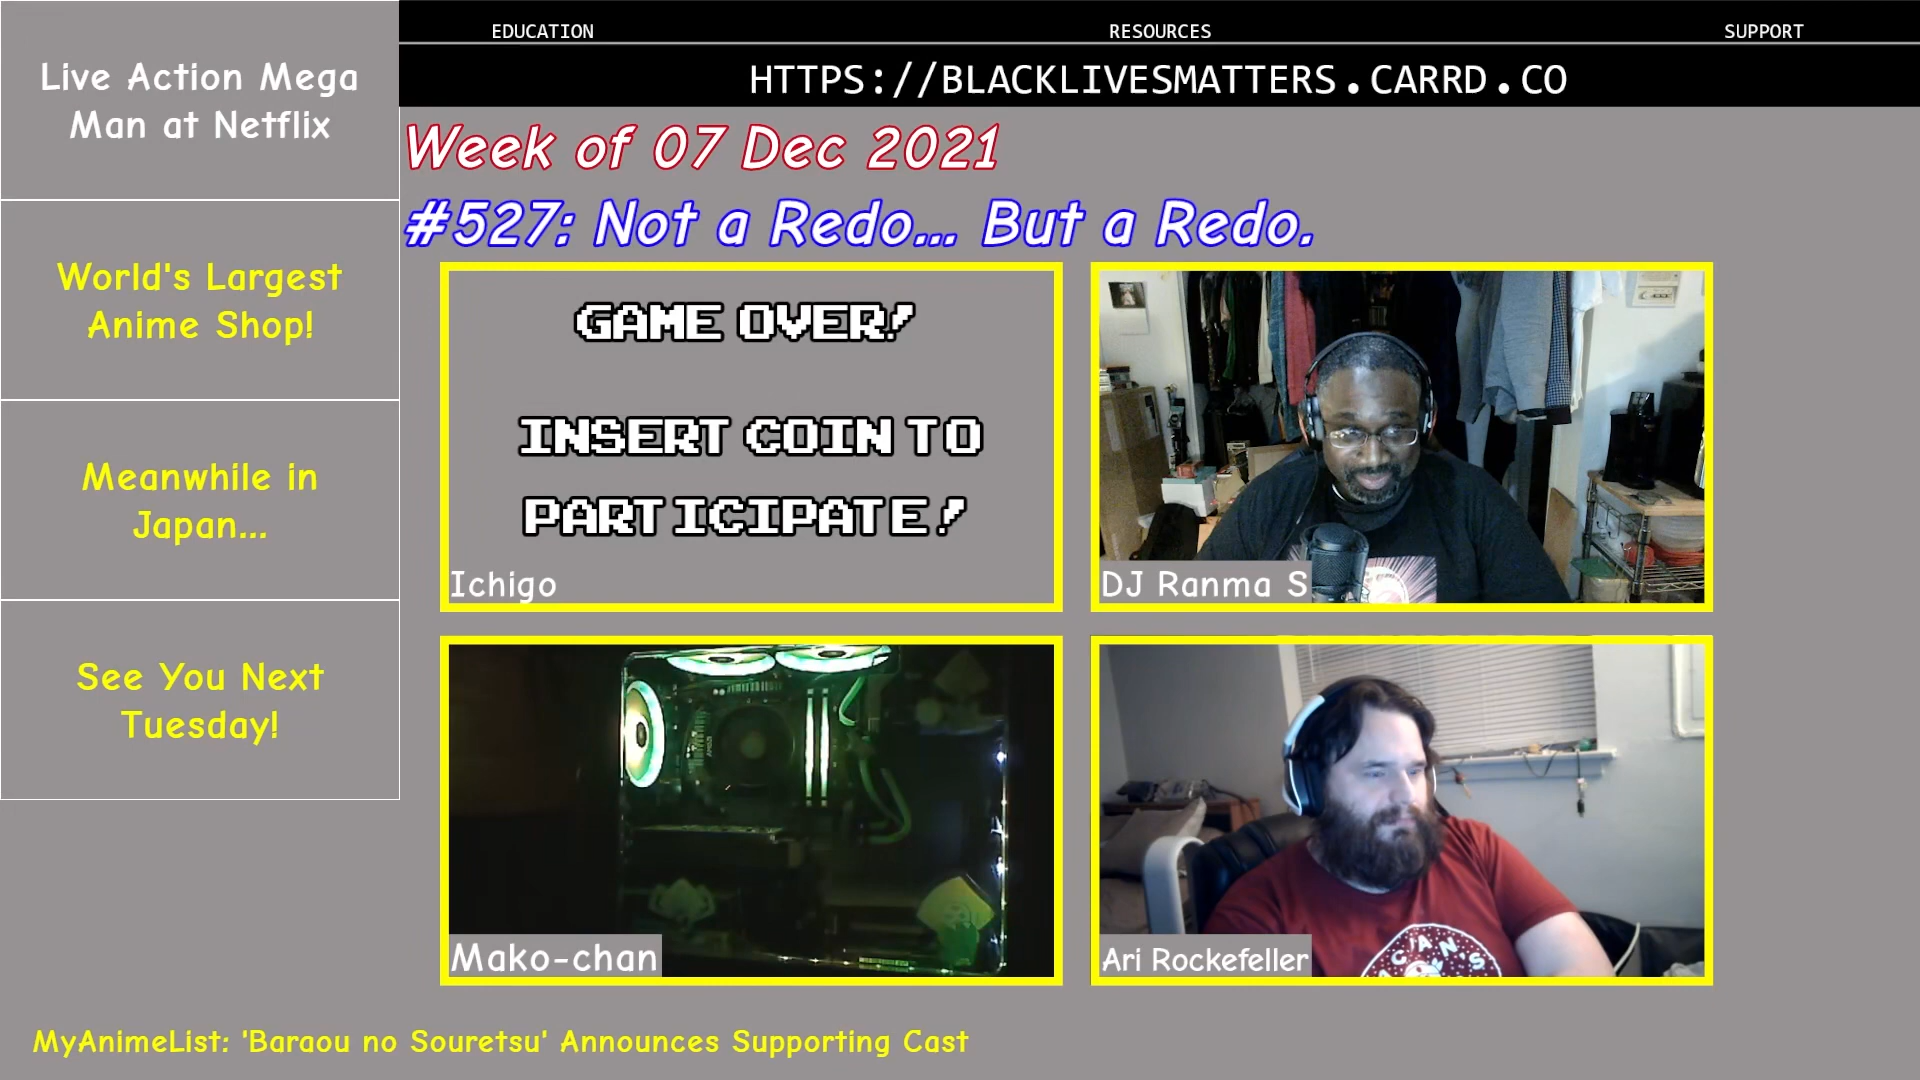 EDUCATION RESOURCES SUPPORT
HTTPS://BLACKLIVESMATTERS.CARRD.CO
Live Action Mega
Man at Netflix
World's Largest
Anime Shop!
Meanwhile in
Japan...
See You Next
Tuesday!
Week of 07 Dec 2021
#527: Not a Redo... But a Redo.
GAME OVER!
INSERT COIN TO
PARTICIPATE!
Ichigo
DJ Ranma S
Mako-chan
Ari Rockefeller
MyAnimeList: 'Baraou no Souretsu' Announces Supporting Cast